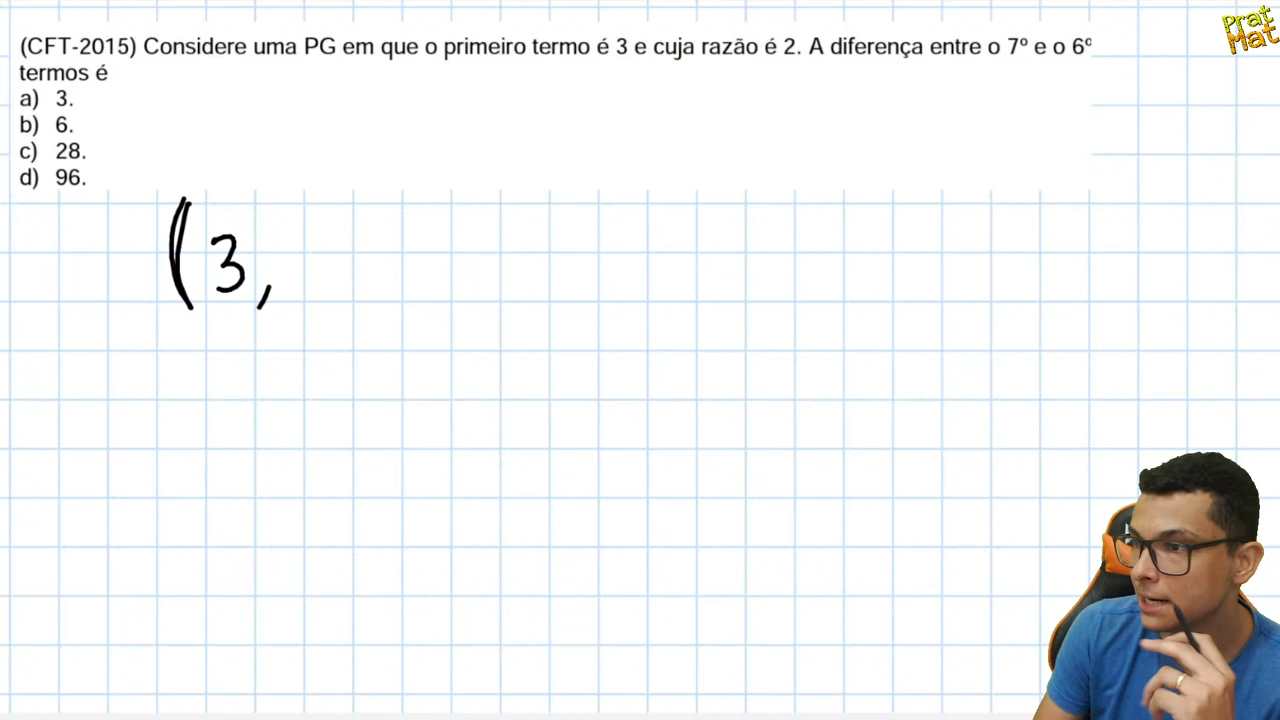 Prat
Mat
(CFT-2015) Considere uma PG em que o primeiro termo é 3 e cuja razão é 2. A diferença entre o 7º e o 6º
termos é
a) 3.
b) 6.
c) 28.
d) 96.
(3,